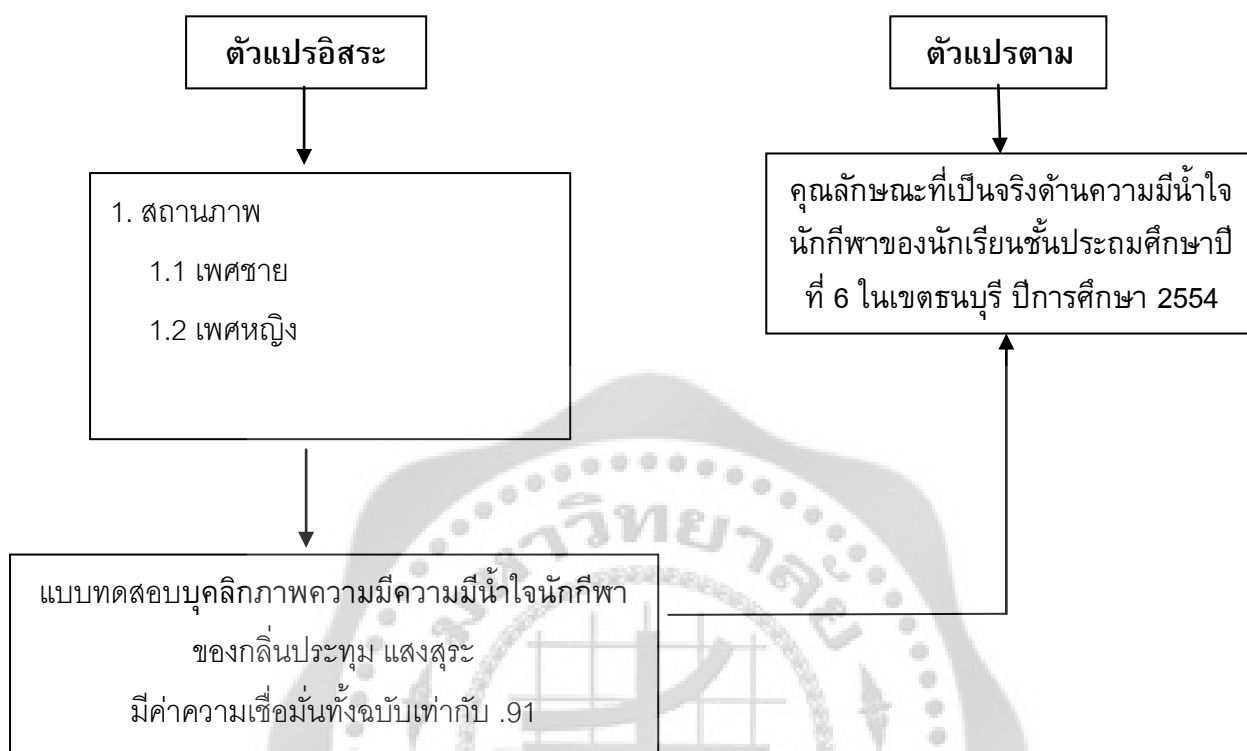 ตัวแปรอิสระ
ตัวแปรตาม
1. สถานภาพ
1.1 เพศชาย
1.2 เพศหญิง
คุณลักษณะที่เป็นจริงด้านความมีน้ำใจ
นักกีฬาของนักเรียนชั้นประถมศึกษาปี
ที่ 6 ในเขตธนบุรี ปีการศึกษา 2554
แบบทดสอบบุคลิกภาพความมีความมีน้ำใจนักกีฬา
ของกลิ่นประทุม แสงสุระ
มีค่าความเชื่อมั่นทั้งฉบับเท่ากับ .91
มหาวิทยาลัย